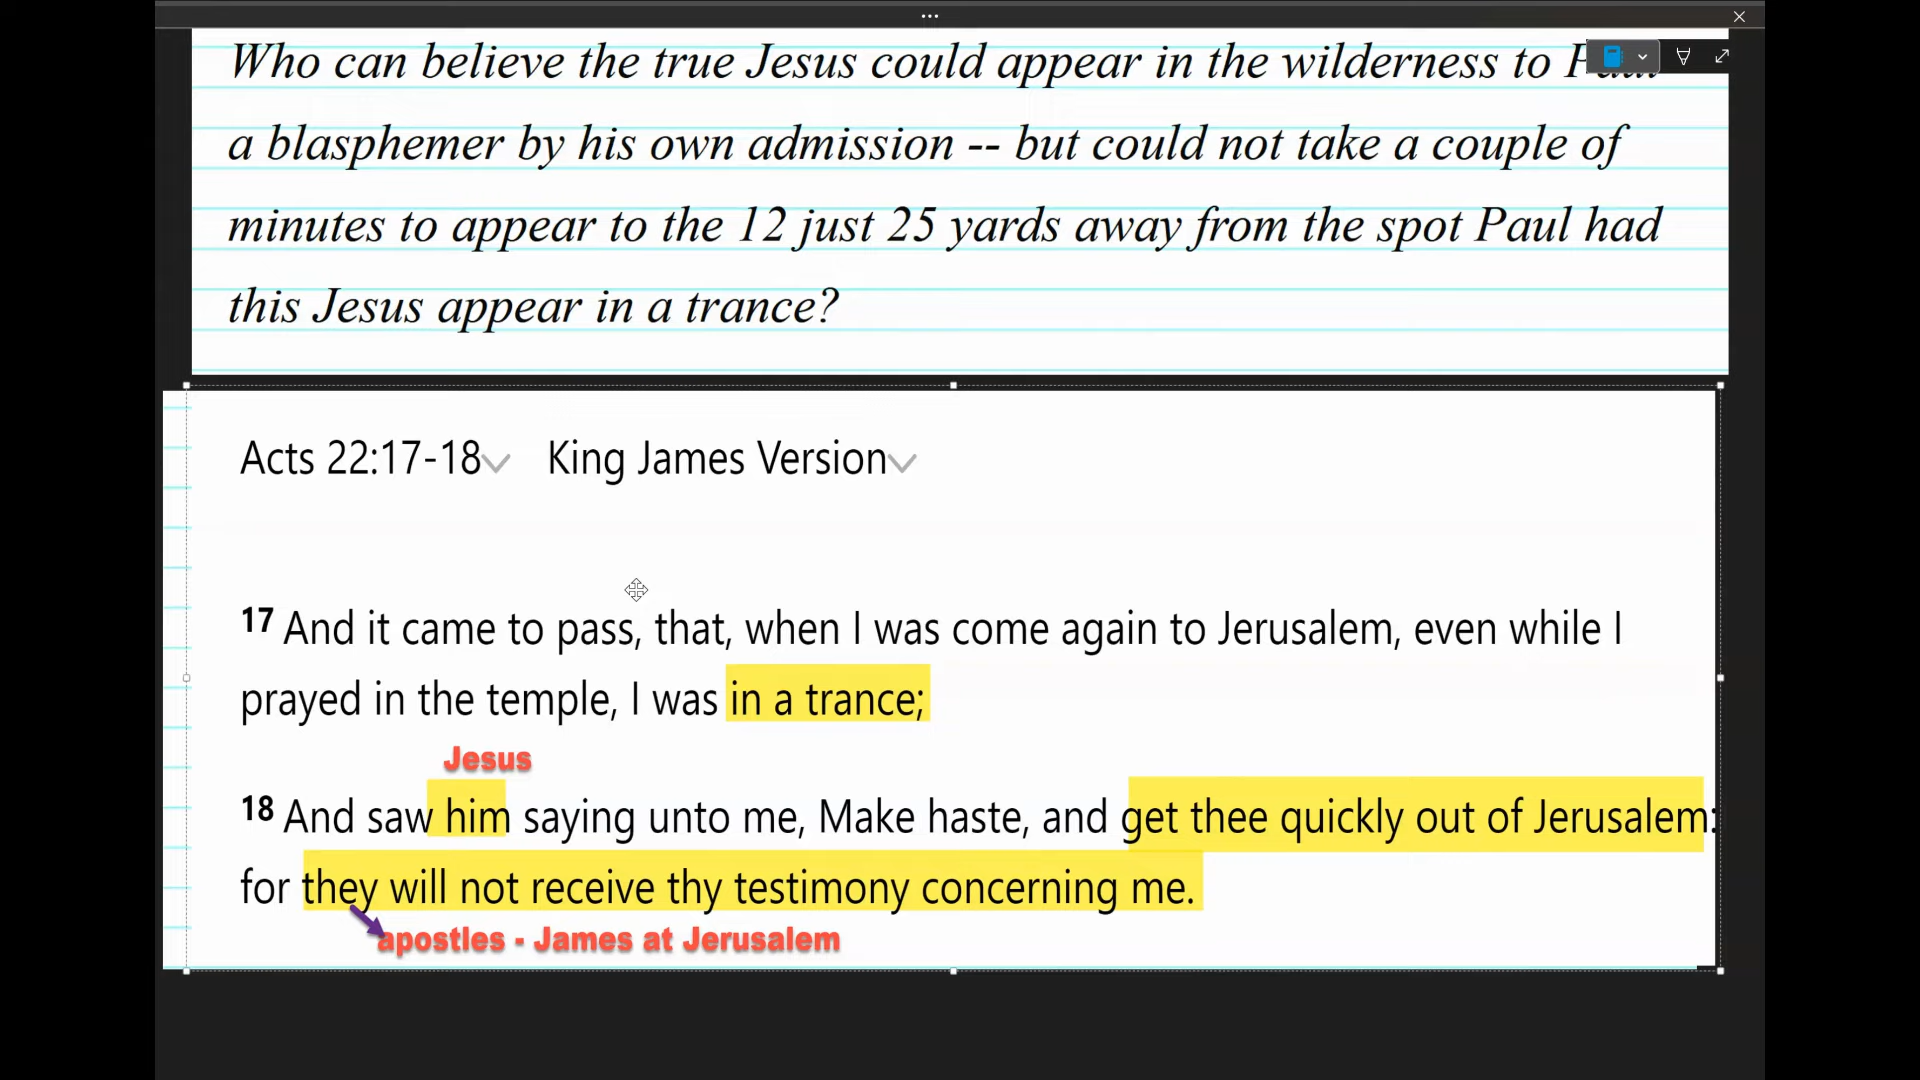 Who can believe the true Jesus could appear in the wilderness to Paul
a blasphemer by his own admission -- but could not take a couple of
minutes to appear to the 12 just 25 yards away from the spot Paul had
this Jesus appear in a trance?
Acts 22:17-18 King James Version
17 And it came to pass, that, when I was come again to Jerusalem, even while I
prayed in the temple, I was in a trance;
Jesus
18 And saw him saying unto me, Make haste, and get thee quickly out of Jerusalem:
for they will not receive thy testimony concerning me.
apostles - James at Jerusalem